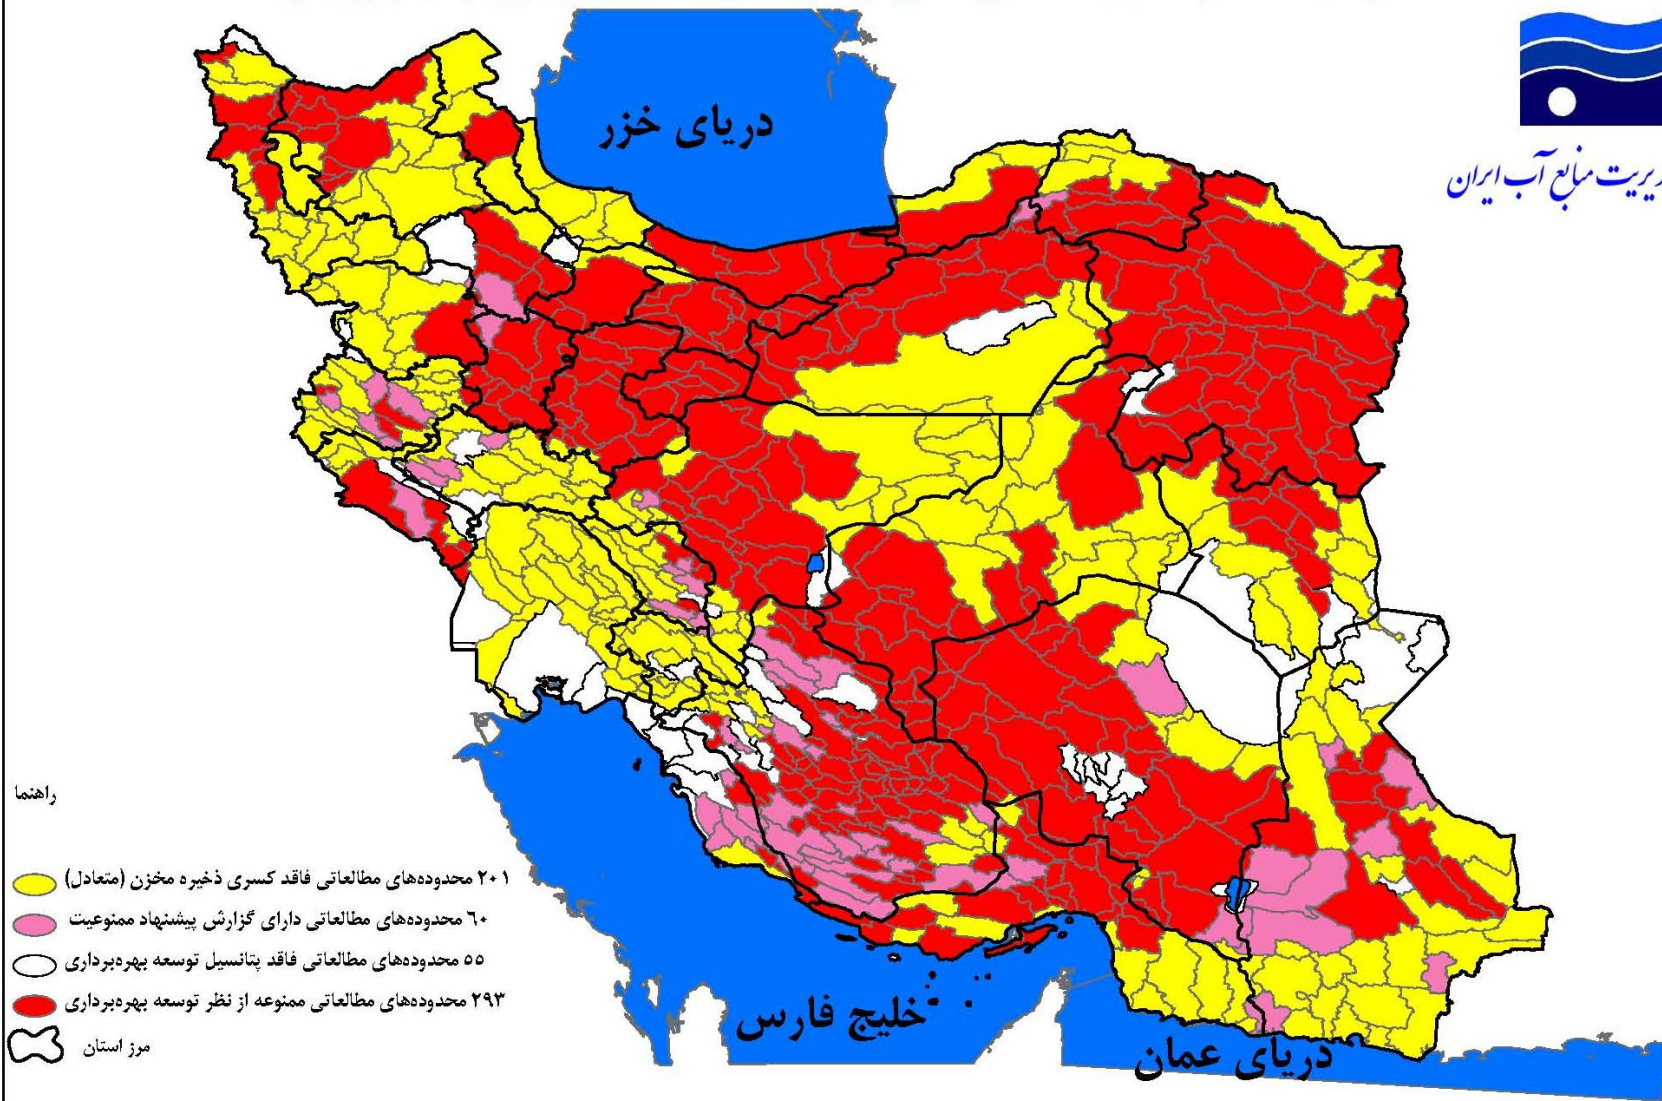 دریای خزر
دیریت منابع آب ایران
راهنما
۲۰۱ محدوده‌های مطالعاتی فاقد کسری ذخیره مخزن (متعادل)
۶۰ محدوده‌های مطالعاتی دارای گزارش پیشنهاد ممنوعیت
۵۵ محدوده‌های مطالعاتی فاقد پتانسیل توسعه بهره‌برداری
۲۹۳ محدوده‌های مطالعاتی ممنوعه از نظر توسعه بهره‌برداری
مرز استان
خلیج فارس
دریای عمان